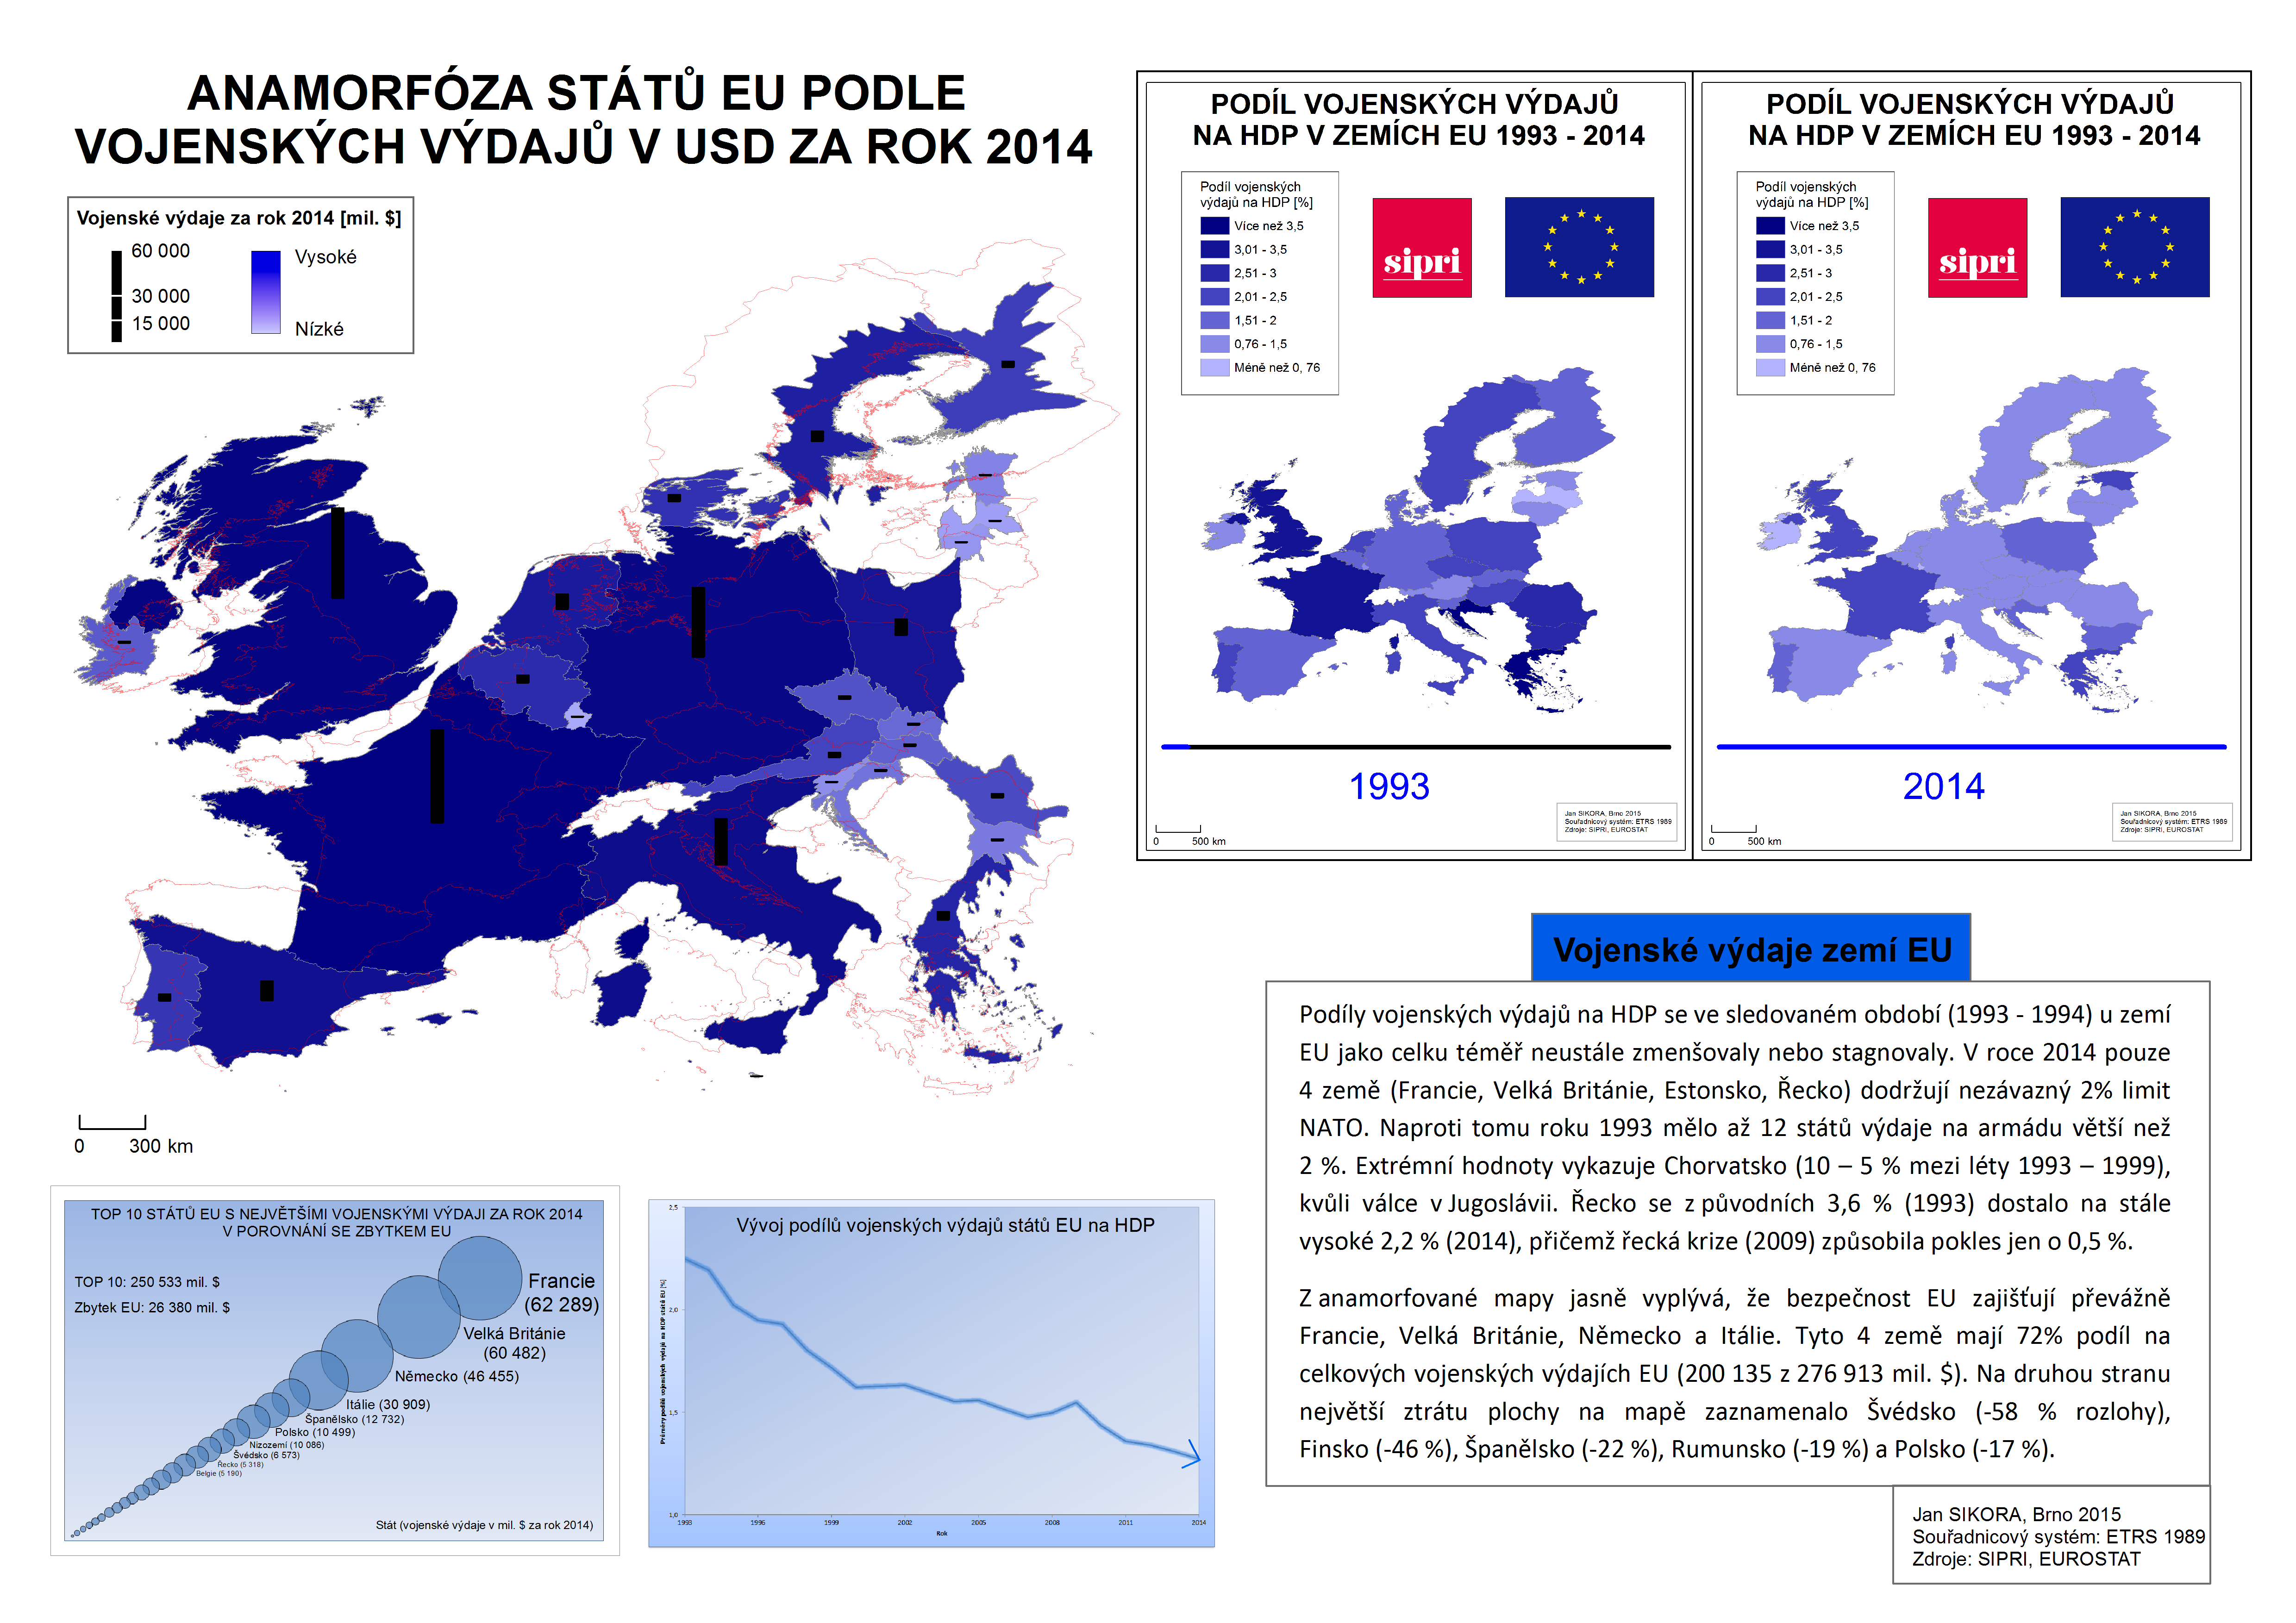 ANAMORFÓZA STÁTŮ EU PODLE
VOJENSKÝCH VÝDAJŮ V USD ZA ROK 2014
Vojenské výdaje za rok 2014 [mil. $]
60 000
30 000
15 000
Vysoké
Nízké
0 300 km
PODÍL VOJENSKÝCH VÝDAJŮ
NA HDP V ZEMÍCH EU 1993 - 2014
Podíl vojenských
výdajů na HDP [%]
Více než 3,5
3,01 - 3,5
2,51 - 3
2,01 - 2,5
1,51 - 2
0,76 - 1,5
Méně než 0, 76
sipri
1993
0 500 km
Jan SIKORA, Brno 2015
Souřadnicový systém: ETRS 1989
Zdroje: SIPRI, EUROSTAT
PODÍL VOJENSKÝCH VÝDAJŮ
NA HDP V ZEMÍCH EU 1993 - 2014
Podíl vojenských
výdajů na HDP [%]
Více než 3,5
3,01 - 3,5
2,51 - 3
2,01 - 2,5
1,51 - 2
0,76 - 1,5
Méně než 0, 76
sipri
2014
0 500 km
Jan SIKORA, Brno 2015
Souřadnicový systém: ETRS 1989
Zdroje: SIPRI, EUROSTAT
Vojenské výdaje zemí EU
Podíly vojenských výdajů na HDP se ve sledovaném období (1993 - 1994) u zemí
EU jako celku téměř neustále zmenšovaly nebo stagnovaly. V roce 2014 pouze
4 země (Francie, Velká Británie, Estonsko, Řecko) dodržují nezávazný 2% limit
NATO. Naproti tomu roku 1993 mělo až 12 států výdaje na armádu větší než
2 %. Extrémní hodnoty vykazuje Chorvatsko (10 – 5 % mezi léty 1993 – 1999),
kvůli válce v Jugoslávii. Řecko se z původních 3,6 % (1993) dostalo na stále
vysoké 2,2 % (2014), přičemž řecká krize (2009) způsobila pokles jen o 0,5 %.
Z anamorfované mapy jasně vyplývá, že bezpečnost EU zajišťují převážně
Francie, Velká Británie, Německo a Itálie. Tyto 4 země mají 72% podíl na
celkových vojenských výdajích EU (200 135 z 276 913 mil. $). Na druhou stranu
největší ztrátu plochy na mapě zaznamenalo Švédsko (-58 % rozlohy),
Finsko (-46 %), Španělsko (-22 %), Rumunsko (-19 %) a Polsko (-17 %).
Jan SIKORA, Brno 2015
Souřadnicový systém: ETRS 1989
Zdroje: SIPRI, EUROSTAT
TOP 10 STÁTŮ EU S NEJVĚTŠÍMI VOJENSKÝMI VÝDAJI ZA ROK 2014
V POROVNÁNÍ SE ZBYTKEM EU
TOP 10: 250 533 mil. $
Zbytek EU: 26 380 mil. $
Francie
(62 289)
Velká Británie
(60 482)
Německo (46 455)
Itálie (30 909)
Španělsko (12 732)
Polsko (10 499)
Nizozemí (10 086)
Švédsko (6 573)
Řecko (5 318)
Belgie (5 190)
Stát (vojenské výdaje v mil. $ za rok 2014)
Vývoj podílů vojenských výdajů států EU na HDP
Průměry podílů vojenských výdajů na HDP států EU [%]
2,5
2,0
1,5
1,0
1993 1996 1999 2002 2005 2008 2011 2014
Rok